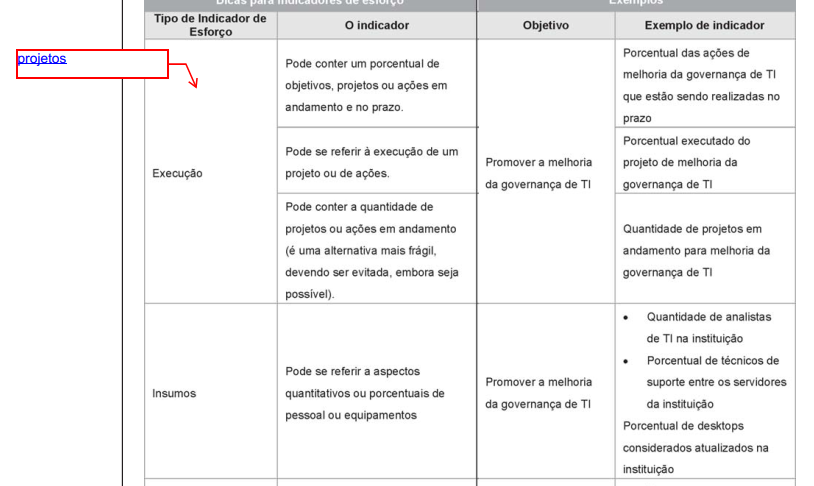 Dicas para indicadores de esforço
Exemplos
Tipo de Indicador de
Esforço
O indicador
Objetivo
Exemplo de indicador
projetos
Execução
Pode conter um porcentual de
objetivos, projetos ou ações em
andamento e no prazo.
Promover a melhoria
da governança de TI
Porcentual das ações de
melhoria da governança de TI
que estão sendo realizadas no
prazo
Pode se referir à execução de um
projeto ou de ações.
Porcentual executado do
projeto de melhoria da
governança de TI
Pode conter a quantidade de
projetos ou ações em andamento
(é uma alternativa mais frágil,
devendo ser evitada, embora seja
possível).
Quantidade de projetos em
andamento para melhoria da
governança de TI
Insumos
Pode se referir a aspectos
quantitativos ou porcentuais de
pessoal ou equipamentos
Promover a melhoria
da governança de TI
• Quantidade de analistas
de TI na instituição
• Porcentual de técnicos de
suporte entre os servidores
da instituição
Porcentual de desktops
considerados atualizados na
instituição